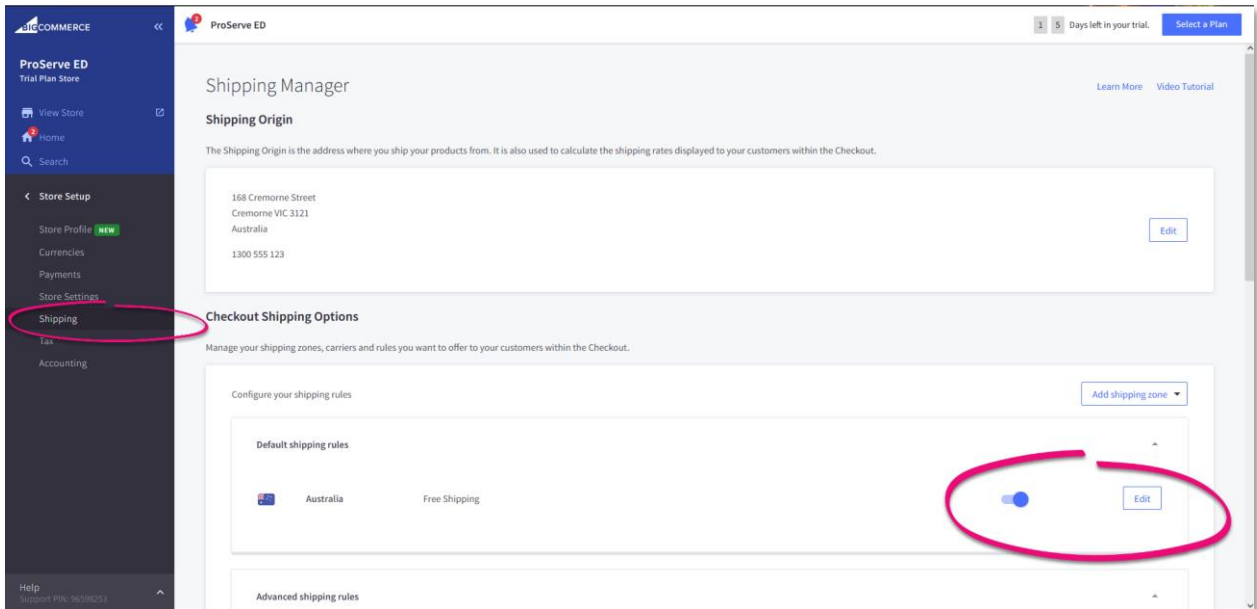 BIGCOMMERCE
2
ProServe ED
1 5 Days left in your trial.
Select a Plan
ProServe ED
Trial Plan Store
View Store
2
Home
Search
Store Setup
Store Profile NEW
Currencies
Payments
Store Settings
Shipping
Tax
Accounting
Help
Support PIN: 96598253
Shipping Manager
Learn More Video Tutorial
Shipping Origin
The Shipping Origin is the address where you ship your products from. It is also used to calculate the shipping rates displayed to your customers within the Checkout.
168 Cremorne Street
Cremorne VIC 3121
Australia
1300 555 123
Edit
Checkout Shipping Options
Manage your shipping zones, carriers and rules you want to offer to your customers within the Checkout.
Configure your shipping rules
Add shipping zone
Default shipping rules
Australia Free Shipping
Edit
Advanced shipping rules